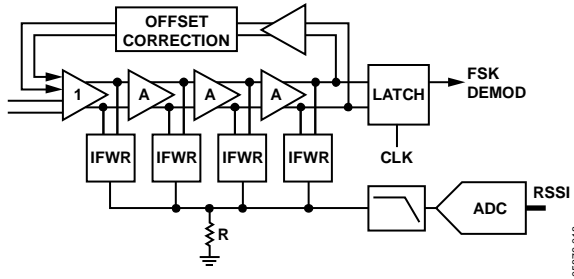 OFFSET
CORRECTION
1
A
A
A
LATCH
FSK
DEMOD
IFWR
IFWR
IFWR
IFWR
CLK
R
ADC
RSSI